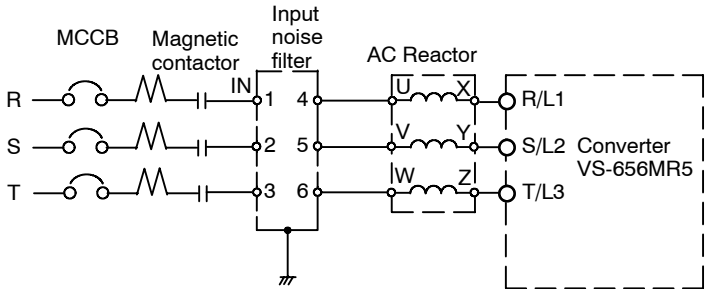 MCCB
Magnetic
contactor
Input
noise
filter
AC Reactor
R
IN
1
4
U
X
R/L1
S
2
5
V
Y
S/L2
Converter
VS-656MR5
T
3
6
W
Z
T/L3